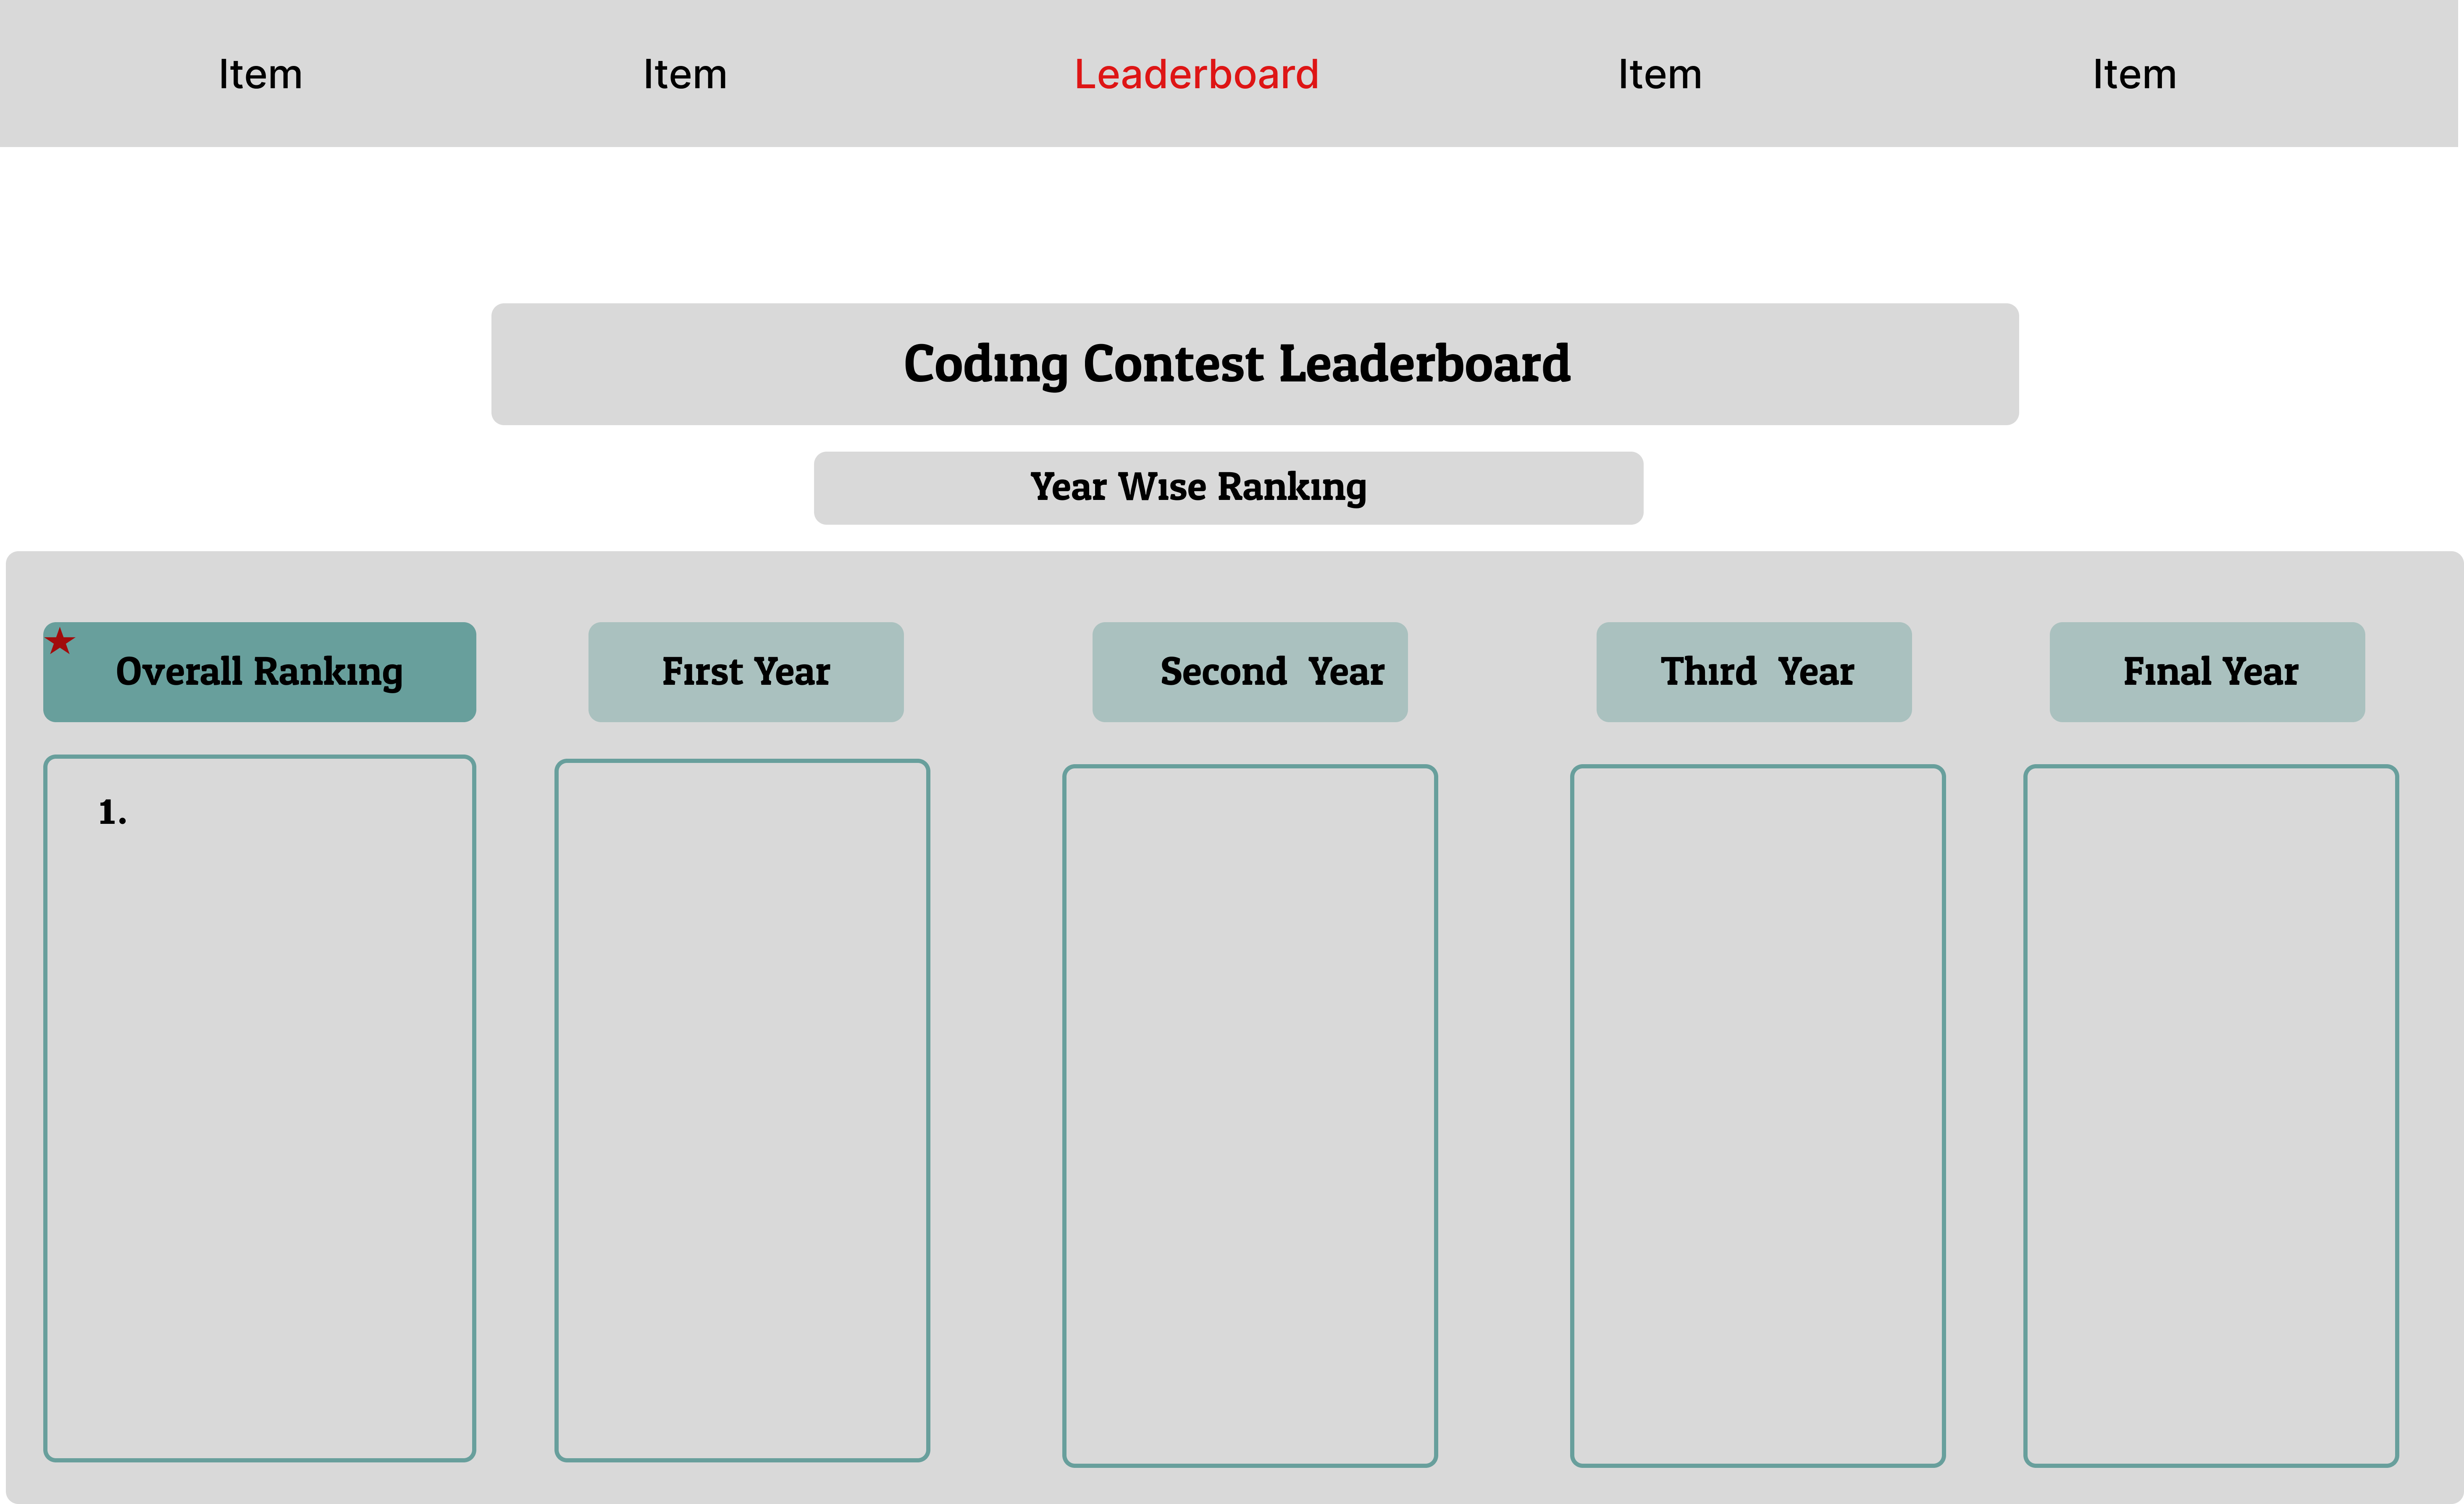 Item Item Leaderboard Item Item
Coding Contest Leaderboard
Year Wise Ranking
Overall Ranking First Year Second Year Third Year Final Year
1.